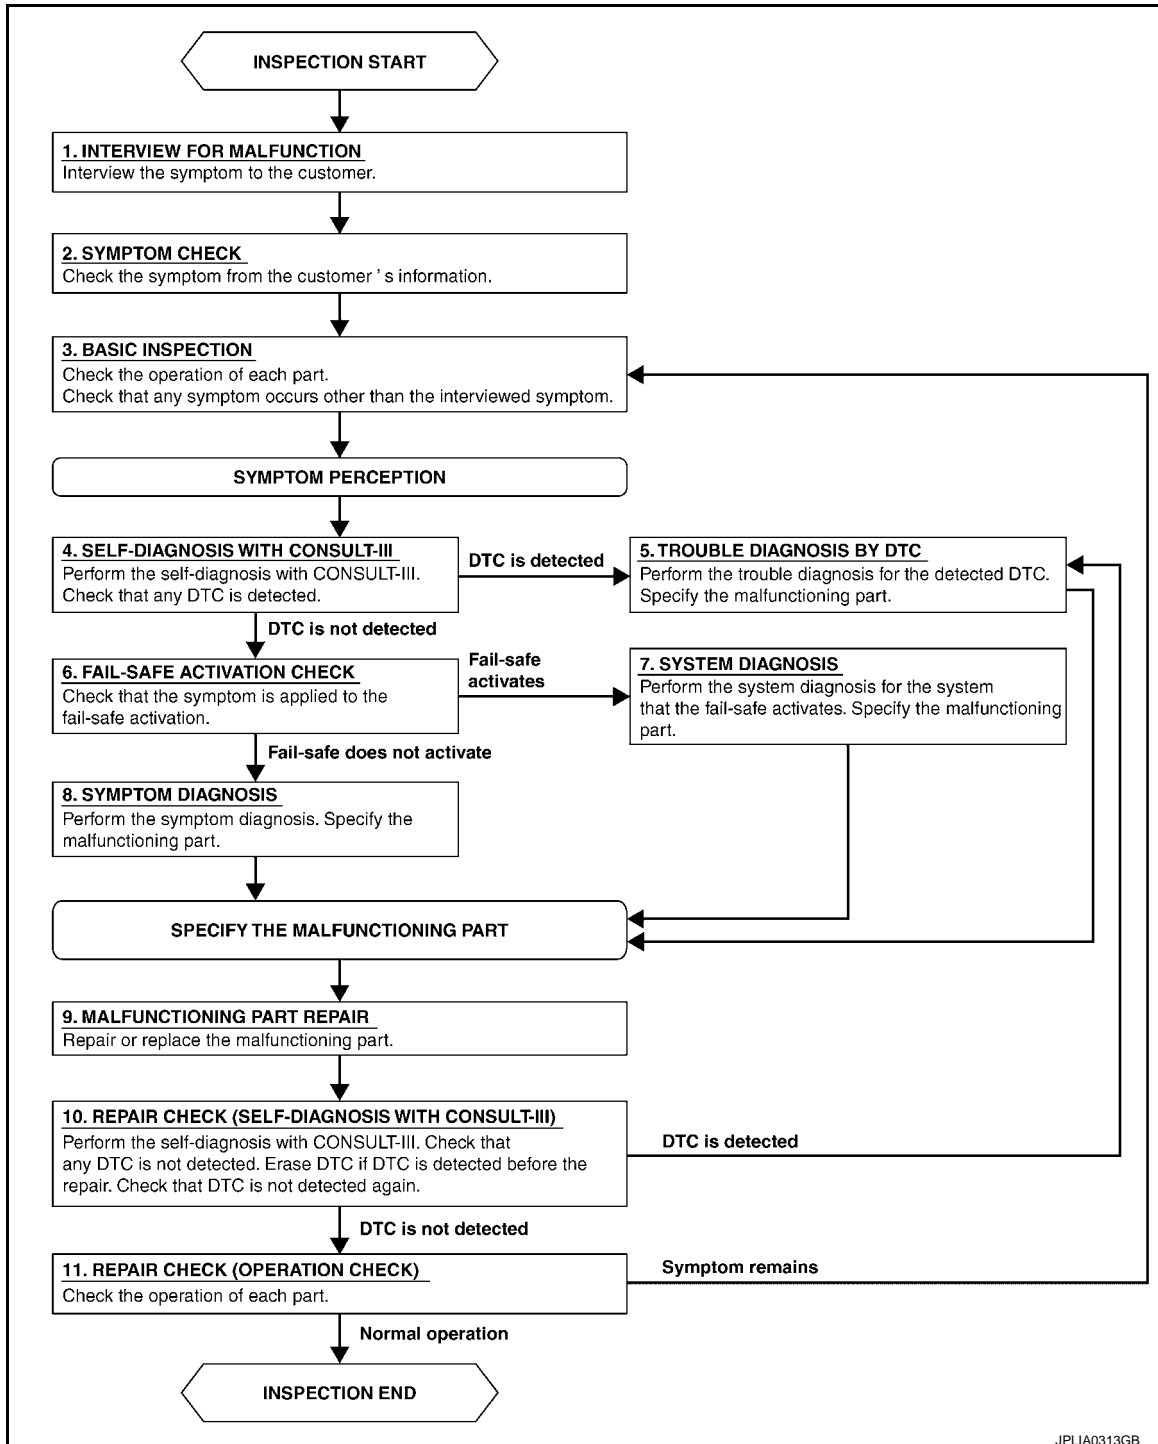 INSPECTION START
1. INTERVIEW FOR MALFUNCTION
Interview the symptom to the customer.
2. SYMPTOM CHECK
Check the symptom from the customer ’ s information.
3. BASIC INSPECTION
Check the operation of each part.
Check that any symptom occurs other than the interviewed symptom.
SYMPTOM PERCEPTION
4. SELF-DIAGNOSIS WITH CONSULT-III
Perform the self-diagnosis with CONSULT-III.
Check that any DTC is detected.
DTC is detected
5. TROUBLE DIAGNOSIS BY DTC
Perform the trouble diagnosis for the detected DTC.
Specify the malfunctioning part.
DTC is not detected
6. FAIL-SAFE ACTIVATION CHECK
Check that the symptom is applied to the
fail-safe activation.
Fail-safe
activates
7. SYSTEM DIAGNOSIS
Perform the system diagnosis for the system
that the fail-safe activates. Specify the malfunctioning
part.
Fail-safe does not activate
8. SYMPTOM DIAGNOSIS
Perform the symptom diagnosis. Specify the
malfunctioning part.
SPECIFY THE MALFUNCTIONING PART
9. MALFUNCTIONING PART REPAIR
Repair or replace the malfunctioning part.
10. REPAIR CHECK (SELF-DIAGNOSIS WITH CONSULT-III)
Perform the self-diagnosis with CONSULT-III. Check that
any DTC is not detected. Erase DTC if DTC is detected before the
repair. Check that DTC is not detected again.
DTC is detected
DTC is not detected
11. REPAIR CHECK (OPERATION CHECK)
Check the operation of each part.
Symptom remains
Normal operation
INSPECTION END
JPLIA0313GB